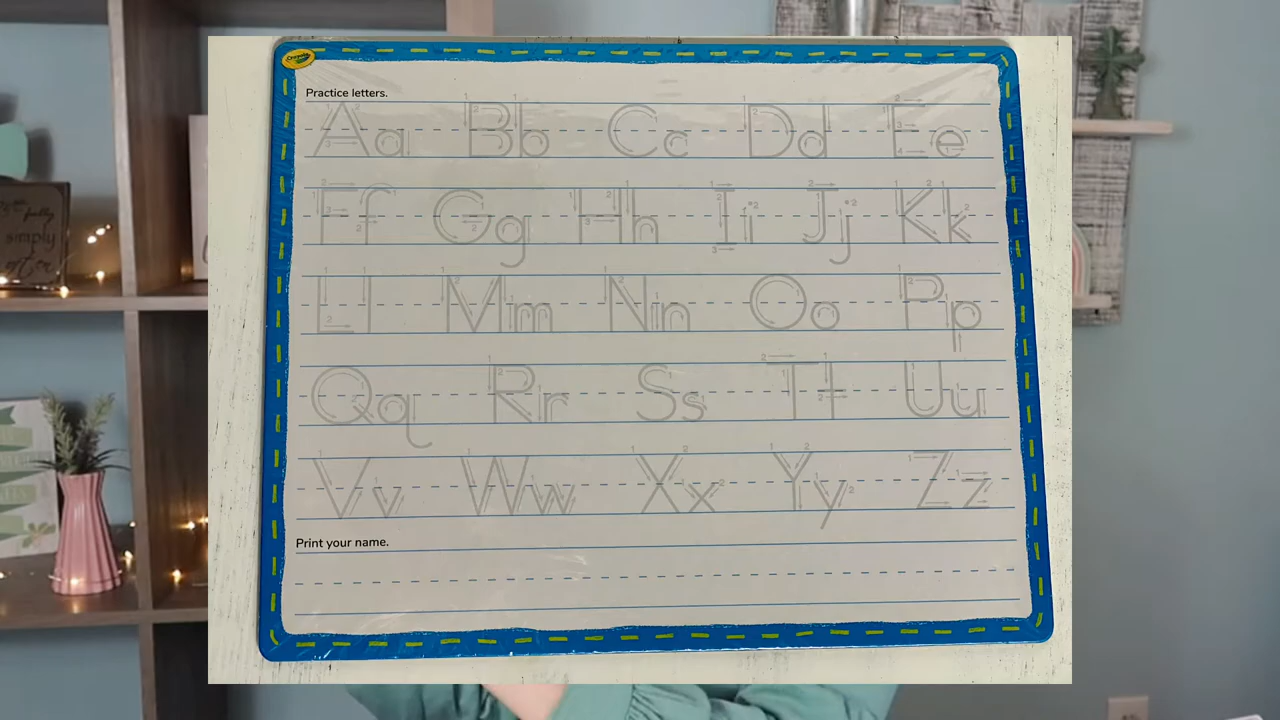 Crayola
Practice letters.
Aa Bb Cc Dd Ee
Ff Gg Hh Ii Jj Kk
Ll Mm Nn Oo Pp
Qq Rr Ss Tt Uu
Vv Ww Xx Yy Zz
Print your name.
simply